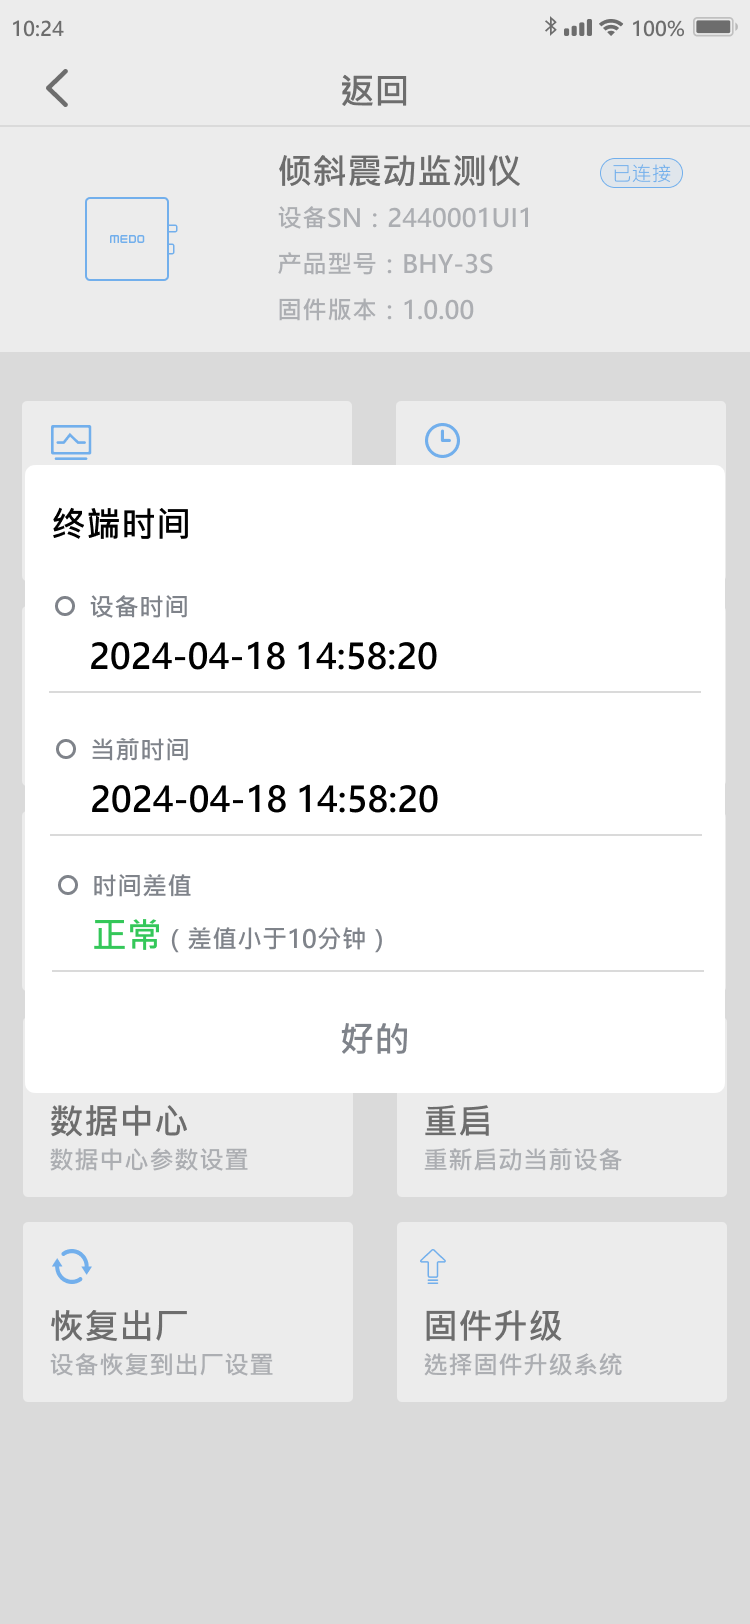 10:24
100%
返回
倾斜震动监测仪
已连接
设备SN：2440001UI1
MEDO
产品型号：BHY-3S
固件版本：1.0.00
终端时间
设备时间
2024-04-18 14:58:20
当前时间
2024-04-18 14:58:20
时间差值
正常（差值小于10分钟）
好的
数据中心
数据中心参数设置
重启
重新启动当前设备
恢复出厂
设备恢复到出厂设置
固件升级
选择固件升级系统